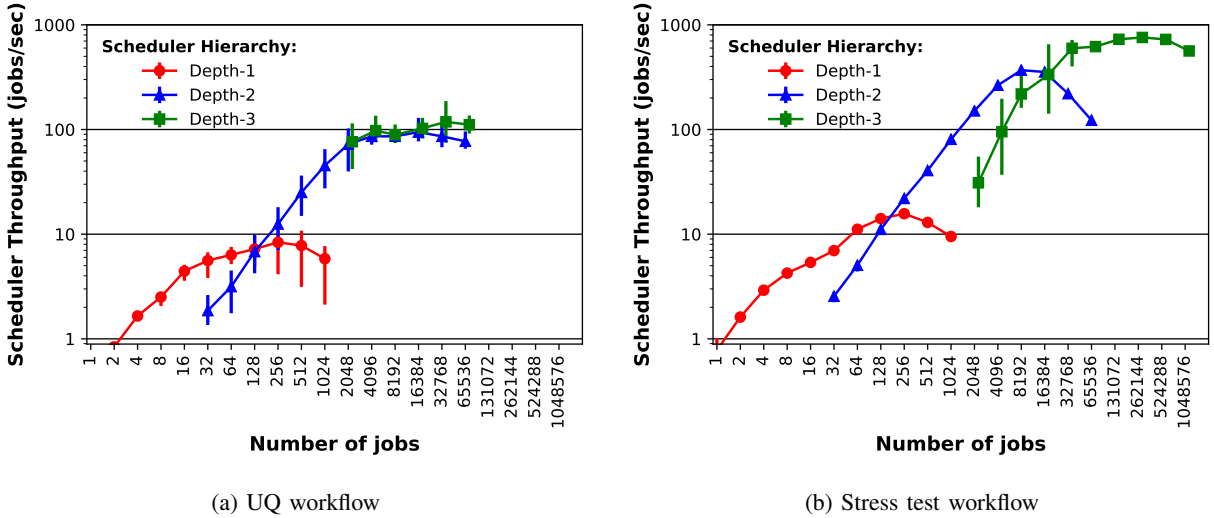 Scheduler Throughput (jobs/sec)
1000
100
10
1
Scheduler Hierarchy:
Depth-1
Depth-2
Depth-3
1 2 4 8 16 32 64 128 256 512 1024 2048 4096 8192 16384 32768 65536 131072 262144 524288 1048576
Number of jobs
(a) UQ workflow
Scheduler Throughput (jobs/sec)
1000
100
10
1
Scheduler Hierarchy:
Depth-1
Depth-2
Depth-3
1 2 4 8 16 32 64 128 256 512 1024 2048 4096 8192 16384 32768 65536 131072 262144 524288 1048576
Number of jobs
(b) Stress test workflow